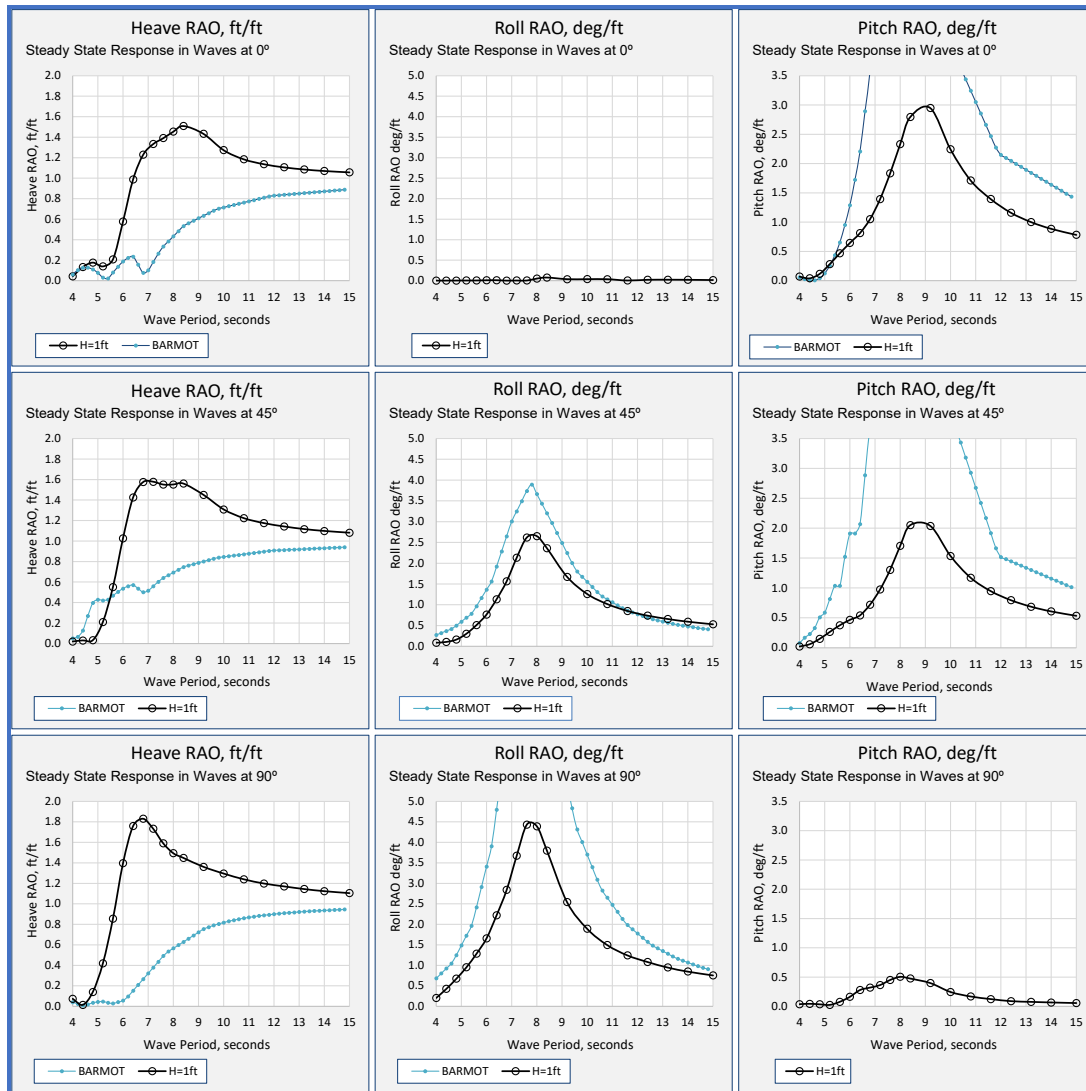 Heave RAO, ft/ft
Steady State Response in Waves at 0º
Heave RAO, ft/ft
2.0
1.8
1.6
1.4
1.2
1.0
0.8
0.6
0.4
0.2
0.0
4 5 6 7 8 9 10 11 12 13 14 15
Wave Period, seconds
H=1ft BARMOT
Roll RAO, deg/ft
Steady State Response in Waves at 0º
Roll RAO deg/ft
5.0
4.5
4.0
3.5
3.0
2.5
2.0
1.5
1.0
0.5
0.0
4 5 6 7 8 9 10 11 12 13 14 15
Wave Period, seconds
H=1ft
Pitch RAO, deg/ft
Steady State Response in Waves at 0º
Pitch RAO, deg/ft
3.5
3.0
2.5
2.0
1.5
1.0
0.5
0.0
4 5 6 7 8 9 10 11 12 13 14 15
Wave Period, seconds
BARMOT H=1ft
Heave RAO, ft/ft
Steady State Response in Waves at 45º
Heave RAO, ft/ft
2.0
1.8
1.6
1.4
1.2
1.0
0.8
0.6
0.4
0.2
0.0
4 5 6 7 8 9 10 11 12 13 14 15
Wave Period, seconds
BARMOT H=1ft
Roll RAO, deg/ft
Steady State Response in Waves at 45º
Roll RAO deg/ft
5.0
4.5
4.0
3.5
3.0
2.5
2.0
1.5
1.0
0.5
0.0
4 5 6 7 8 9 10 11 12 13 14 15
Wave Period, seconds
BARMOT H=1ft
Pitch RAO, deg/ft
Steady State Response in Waves at 45º
Pitch RAO, deg/ft
3.5
3.0
2.5
2.0
1.5
1.0
0.5
0.0
4 5 6 7 8 9 10 11 12 13 14 15
Wave Period, seconds
BARMOT H=1ft
Heave RAO, ft/ft
Steady State Response in Waves at 90º
Heave RAO, ft/ft
2.0
1.8
1.6
1.4
1.2
1.0
0.8
0.6
0.4
0.2
0.0
4 5 6 7 8 9 10 11 12 13 14 15
Wave Period, seconds
BARMOT H=1ft
Roll RAO, deg/ft
Steady State Response in Waves at 90º
Roll RAO deg/ft
5.0
4.5
4.0
3.5
3.0
2.5
2.0
1.5
1.0
0.5
0.0
4 5 6 7 8 9 10 11 12 13 14 15
Wave Period, seconds
BARMOT H=1ft
Pitch RAO, deg/ft
Steady State Response in Waves at 90º
Pitch RAO, deg/ft
3.5
3.0
2.5
2.0
1.5
1.0
0.5
0.0
4 5 6 7 8 9 10 11 12 13 14 15
Wave Period, seconds
H=1ft